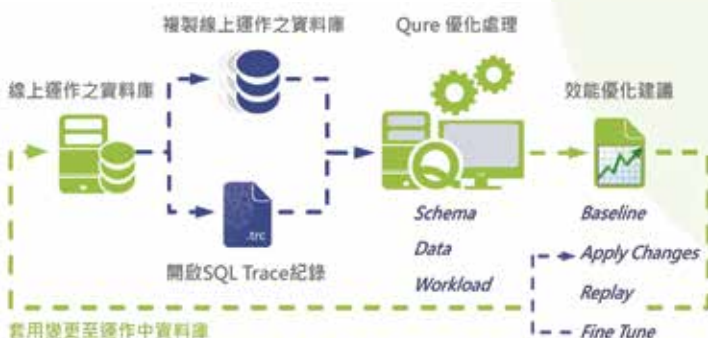 複製線上運作之資料庫
Qure 優化處理
線上運作之資料庫
效能優化建議
.trc
開啟SQL Trace紀錄
Schema
Data
Workload
Baseline
Apply Changes
Replay
Fine Tune
套用變更至運作中資料庫